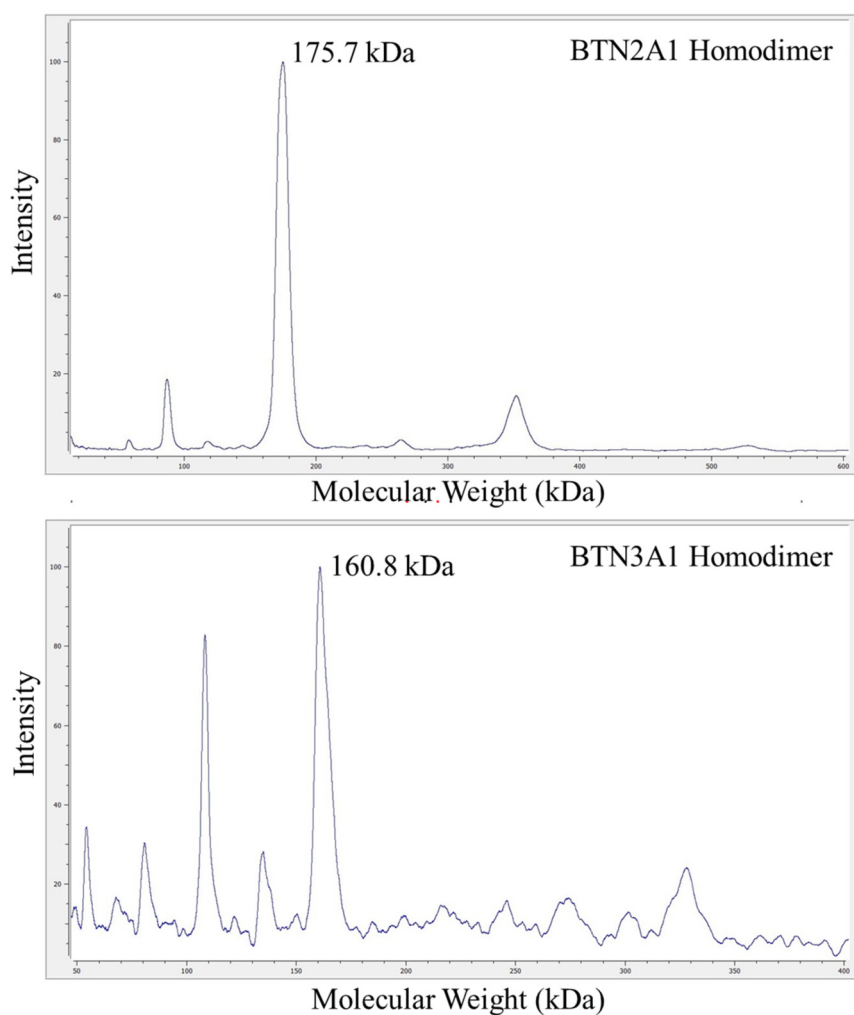 175.7 kDa
BTN2A1 Homodimer
Intensity
100
80
60
40
20
100 200 300 400 500 600
Molecular Weight (kDa)
160.8 kDa
BTN3A1 Homodimer
Intensity
100
80
60
40
20
50 100 150 200 250 300 350 400
Molecular Weight (kDa)